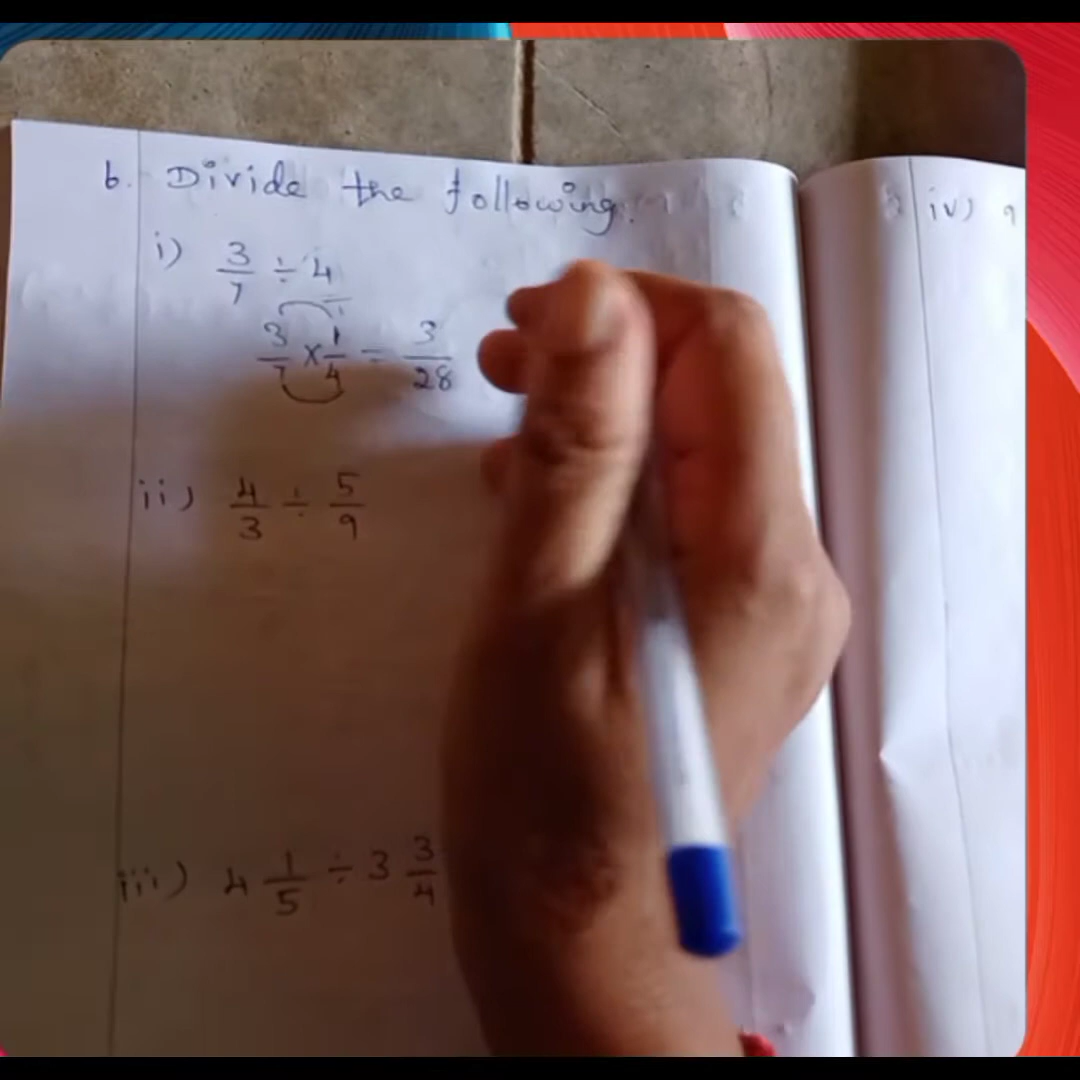 6. Divide the following.
i) 3/7 ÷ 4
3/7 × 1/4 = 3/28
ii) 4/3 ÷ 5/9
iii) 4 1/5 ÷ 3 3/4
iv) 9